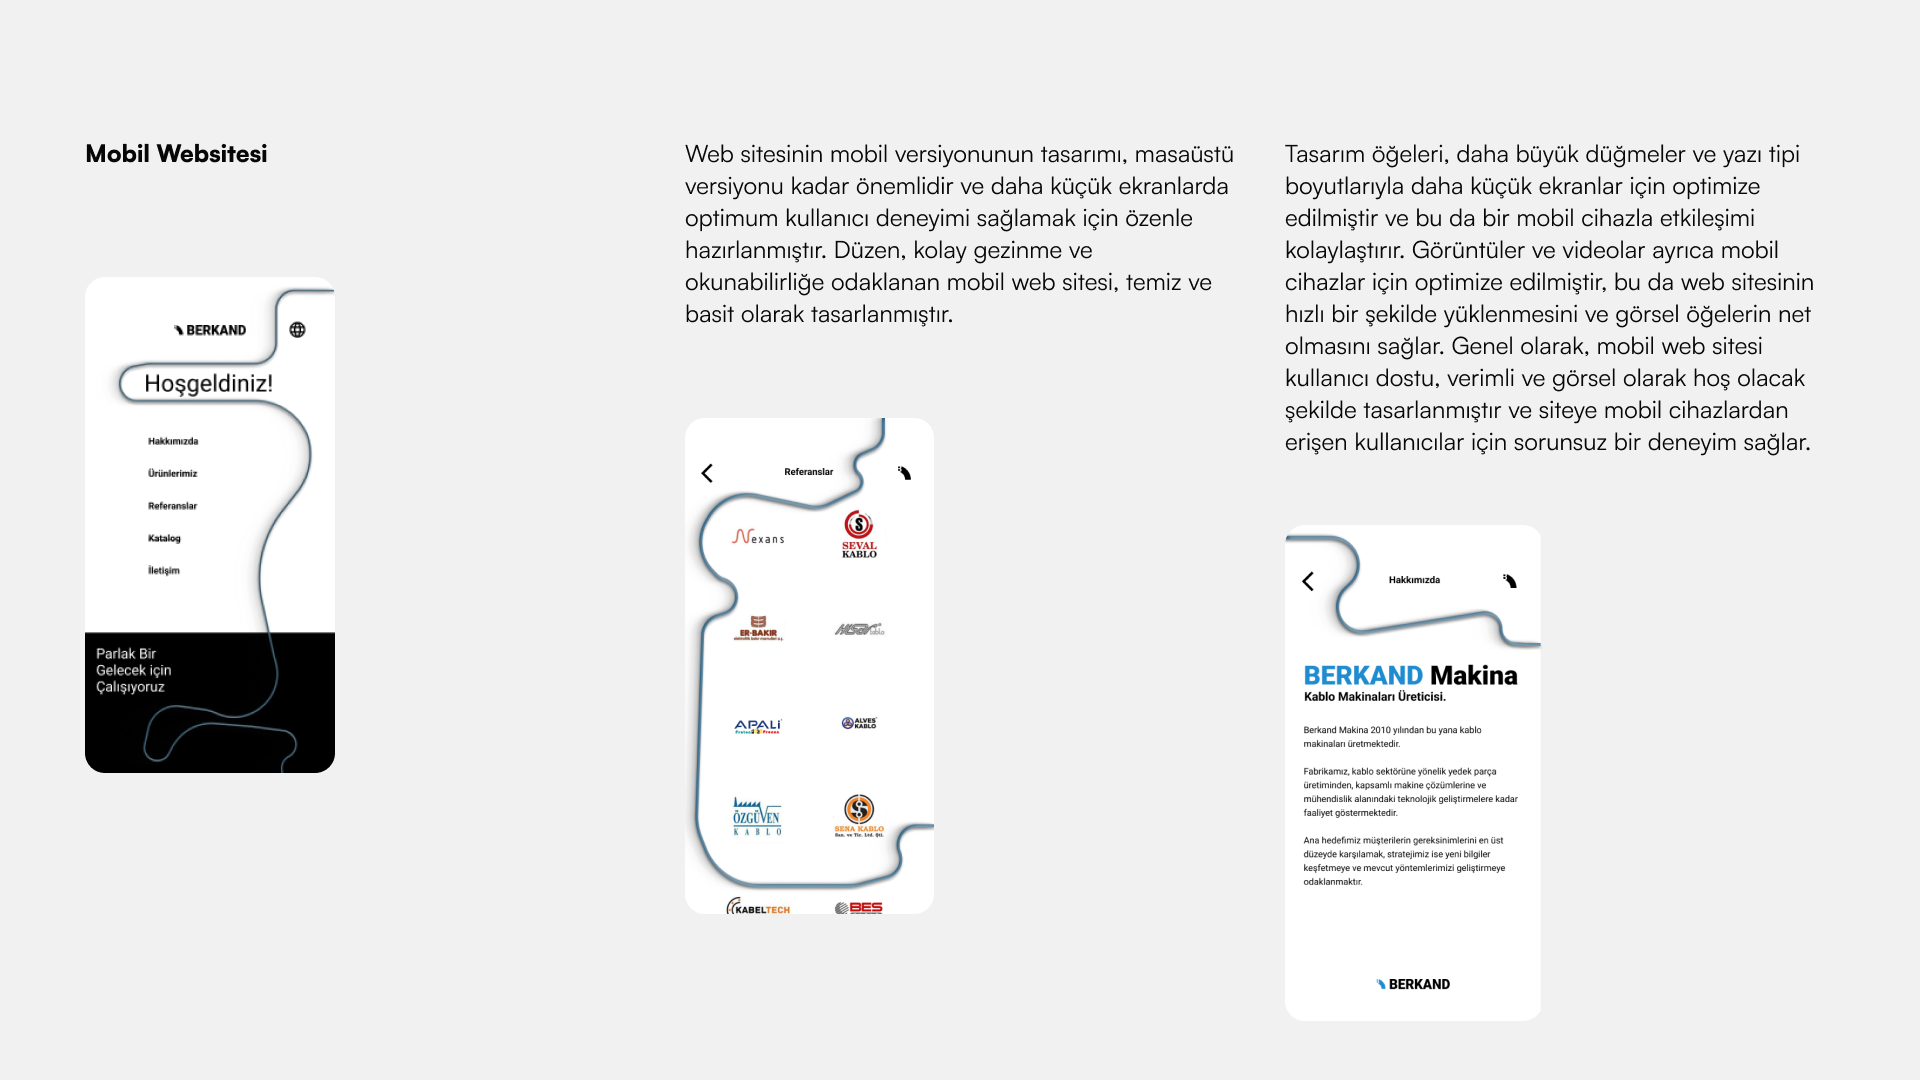 Mobil Websitesi
BERKAND
Hoşgeldiniz!
Hakkımızda
Ürünlerimiz
Referanslar
Katalog
İletişim
Parlak Bir
Gelecek için
Çalışıyoruz
Web sitesinin mobil versiyonunun tasarımı, masaüstü
versiyonu kadar önemlidir ve daha küçük ekranlarda
optimum kullanıcı deneyimi sağlamak için özenle
hazırlanmıştır. Düzen, kolay gezinme ve
okunabilirliğe odaklanan mobil web sitesi, temiz ve
basit olarak tasarlanmıştır.
Referanslar
Nexans
SEVAL
KABLO
ER-BAKIR
HISAR
kablo
APALİ
ALVES
KABLO
ÖZGÜVEN
KABLO
SENA KABLO
San. ve Tic. Ltd. Şti.
KABELTECH
BES
Tasarım öğeleri, daha büyük düğmeler ve yazı tipi
boyutlarıyla daha küçük ekranlar için optimize
edilmiştir ve bu da bir mobil cihazla etkileşimi
kolaylaştırır. Görüntüler ve videolar ayrıca mobil
cihazlar için optimize edilmiştir, bu da web sitesinin
hızlı bir şekilde yüklenmesini ve görsel öğelerin net
olmasını sağlar. Genel olarak, mobil web sitesi
kullanıcı dostu, verimli ve görsel olarak hoş olacak
şekilde tasarlanmıştır ve siteye mobil cihazlardan
erişen kullanıcılar için sorunsuz bir deneyim sağlar.
Hakkımızda
BERKAND Makina
Kablo Makinaları Üreticisi.
Berkand Makina 2010 yılından bu yana kablo
makinaları üretmektedir.
Fabrikamız, kablo sektörüne yönelik yedek parça
üretiminden, kapsamlı makine çözümlerine ve
mühendislik alanındaki teknolojik geliştirmelere kadar
faaliyet göstermektedir.
Ana hedefimiz müşterilerin gereksinimlerini en üst
düzeyde karşılamak, stratejimiz ise yeni bilgiler
keşfetmeye ve mevcut yöntemlerimizi geliştirmeye
odaklanmaktır.
BERKAND